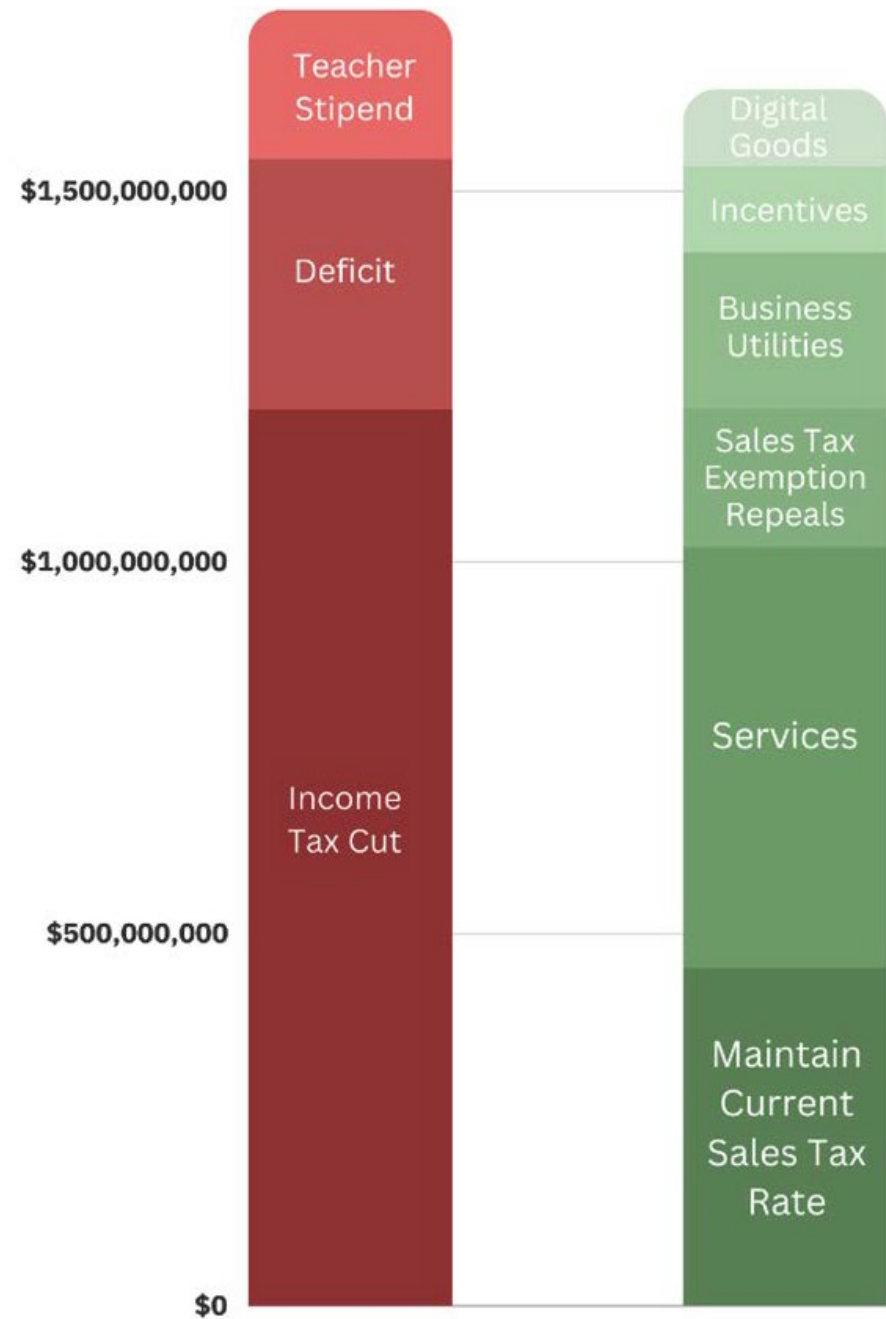 Teacher
Stipend
Digital
Goods
$1,500,000,000
Incentives
Deficit
Business
Utilities
Sales Tax
Exemption
Repeals
$1,000,000,000
Services
Income
Tax Cut
$500,000,000
Maintain
Current
Sales Tax
Rate
$0